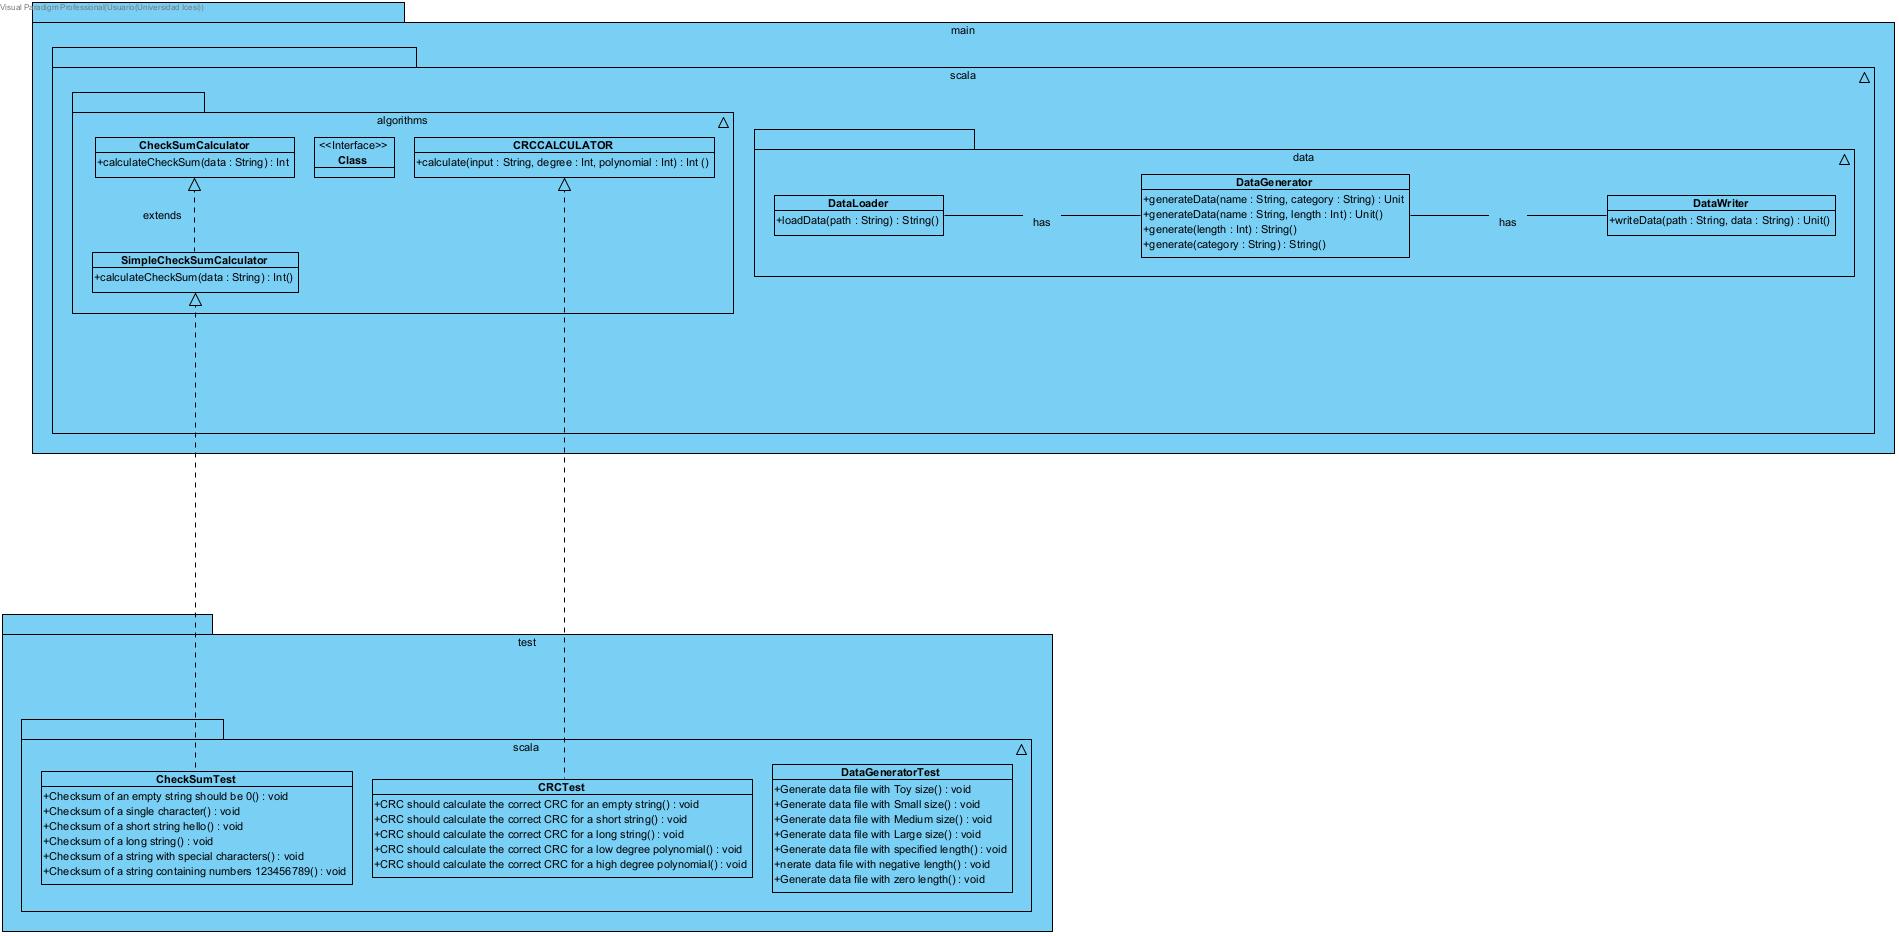 Visual Paradigm Professional(Usuario(Universidad Icesi))
main
scala
algorithms
CheckSumCalculator
+calculateCheckSum(data : String) : Int
<<Interface>>
Class
CRCCALCULATOR
+calculate(input : String, degree : Int, polynomial : Int) : Int ()
extends
SimpleCheckSumCalculator
+calculateCheckSum(data : String) : Int()
data
DataLoader
+loadData(path : String) : String()
has
DataGenerator
+generateData(name : String, category : String) : Unit
+generateData(name : String, length : Int) : Unit()
+generate(length : Int) : String()
+generate(category : String) : String()
has
DataWriter
+writeData(path : String, data : String) : Unit()
test
scala
CheckSumTest
+Checksum of an empty string should be 0() : void
+Checksum of a single character() : void
+Checksum of a short string hello() : void
+Checksum of a long string() : void
+Checksum of a string with special characters() : void
+Checksum of a string containing numbers 123456789() : void
CRCTest
+CRC should calculate the correct CRC for an empty string() : void
+CRC should calculate the correct CRC for a short string() : void
+CRC should calculate the correct CRC for a long string() : void
+CRC should calculate the correct CRC for a low degree polynomial() : void
+CRC should calculate the correct CRC for a high degree polynomial() : void
DataGeneratorTest
+Generate data file with Toy size() : void
+Generate data file with Small size() : void
+Generate data file with Medium size() : void
+Generate data file with Large size() : void
+Generate data file with specified length() : void
+nerate data file with negative length() : void
+Generate data file with zero length() : void